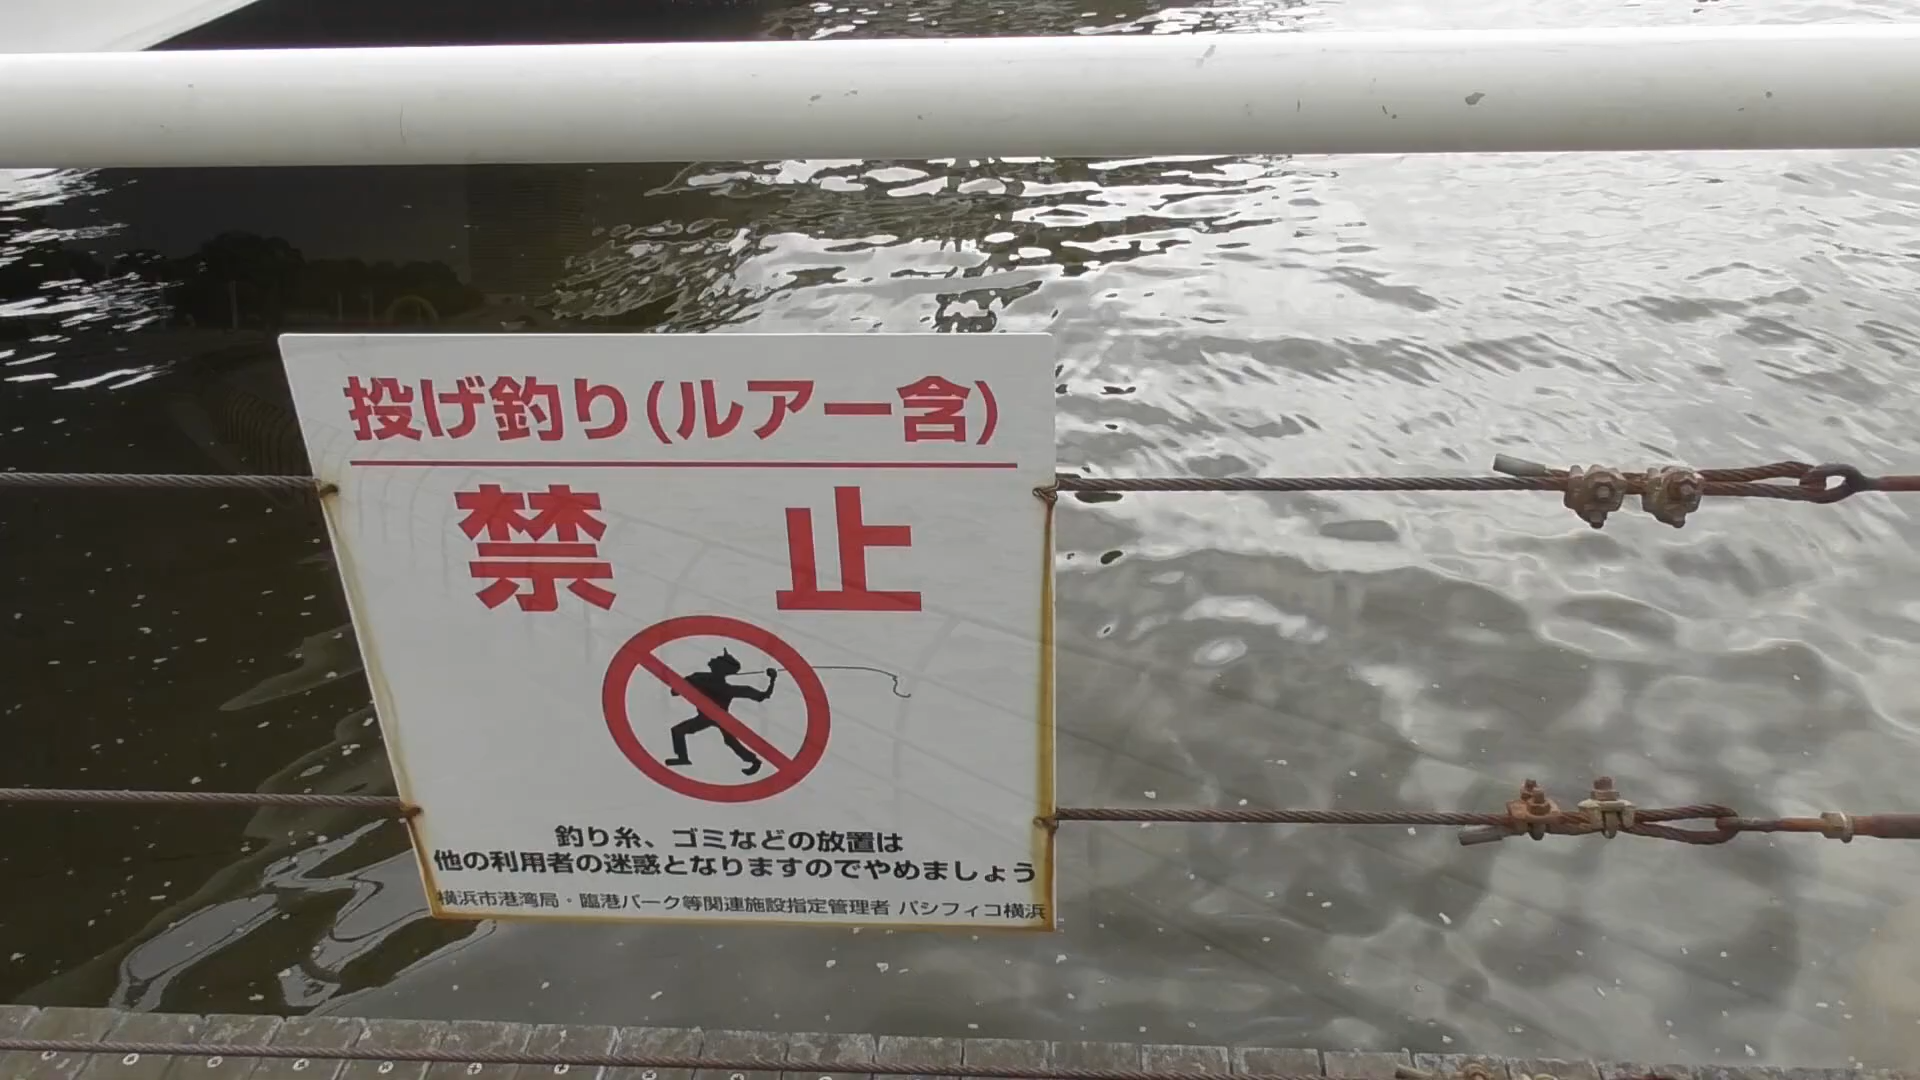 投げ釣り(ルアー含)
禁止
釣り糸、ゴミなどの放置は
他の利用者の迷惑となりますのでやめましょう
横浜市港湾局・臨港パーク等関連施設指定管理者 パシフィコ横浜